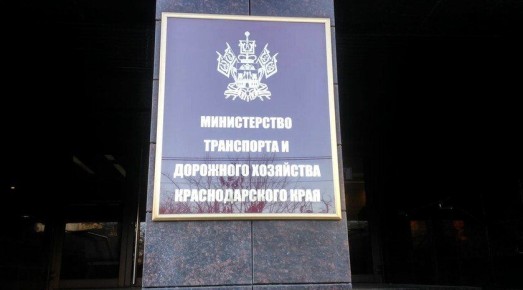 МИНИСТЕРСТВО
ТРАНСПОРТА И
ДОРОЖНОГО ХОЗЯЙСТВА
КРАСНОДАРСКОГО КРАЯ